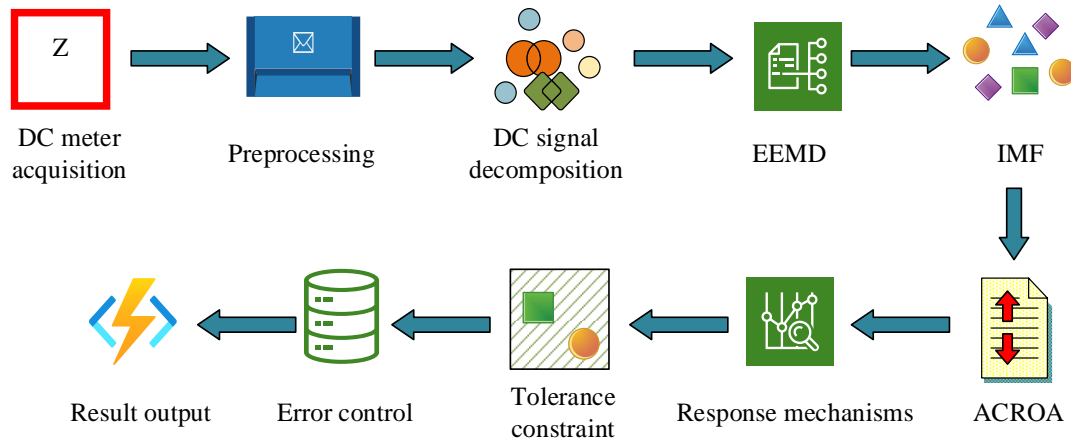 Z
DC meter
acquisition
Preprocessing
DC signal
decomposition
EEMD
IMF
Result output
Error control
Tolerance
constraint
Response mechanisms
ACROA